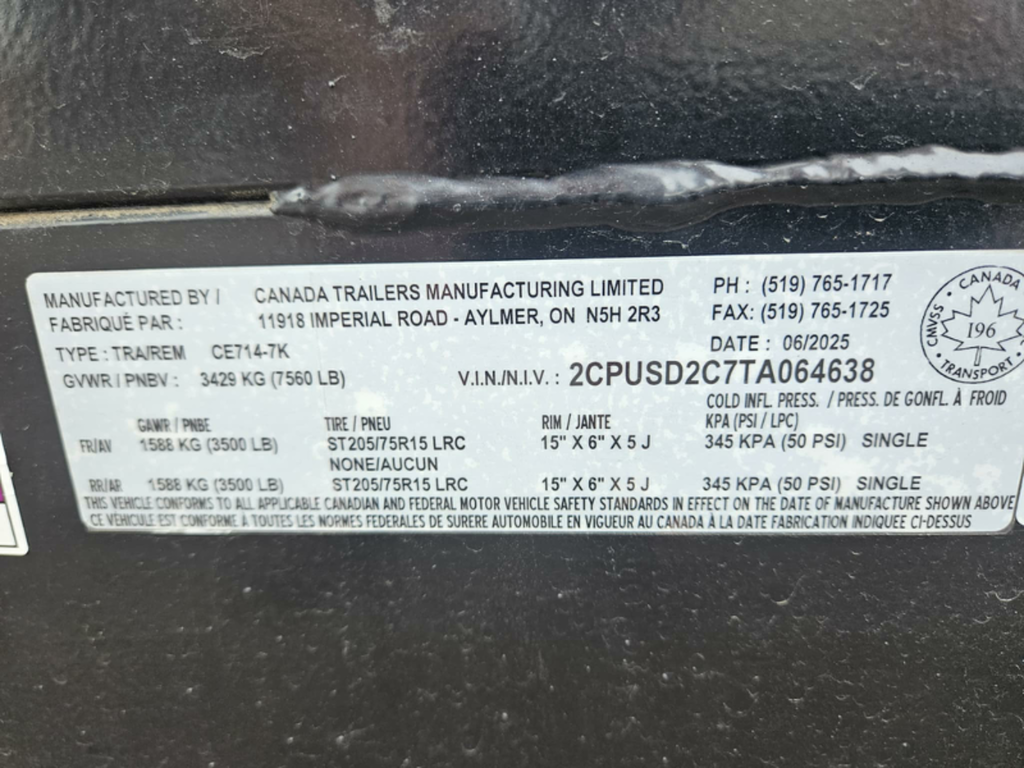 MANUFACTURED BY / CANADA TRAILERS MANUFACTURING LIMITED PH : (519) 765-1717
FABRIQUÉ PAR : 11918 IMPERIAL ROAD - AYLMER, ON N5H 2R3 FAX: (519) 765-1725
CMVSS • CANADA • TRANSPORT
196
TYPE : TRA/REM CE714-7K DATE : 06/2025
GVWR / PNBV : 3429 KG (7560 LB) V.I.N./N.I.V. : 2CPUSD2C7TA064638
COLD INFL. PRESS. / PRESS. DE GONFL. À FROID
GAWR / PNBE TIRE / PNEU RIM / JANTE KPA (PSI / LPC)
FR/AV 1588 KG (3500 LB) ST205/75R15 LRC 15" X 6" X 5 J 345 KPA (50 PSI) SINGLE
NONE/AUCUN
RR/AR 1588 KG (3500 LB) ST205/75R15 LRC 15" X 6" X 5 J 345 KPA (50 PSI) SINGLE
THIS VEHICLE CONFORMS TO ALL APPLICABLE CANADIAN AND FEDERAL MOTOR VEHICLE SAFETY STANDARDS IN EFFECT ON THE DATE OF MANUFACTURE SHOWN ABOVE
CE VÉHICULE EST CONFORME A TOUTES LES NORMES FEDERALES DE SURERE AUTOMOBILE EN VIGUEUR AU CANADA À LA DATE FABRICATION INDIQUEE CI-DESSUS